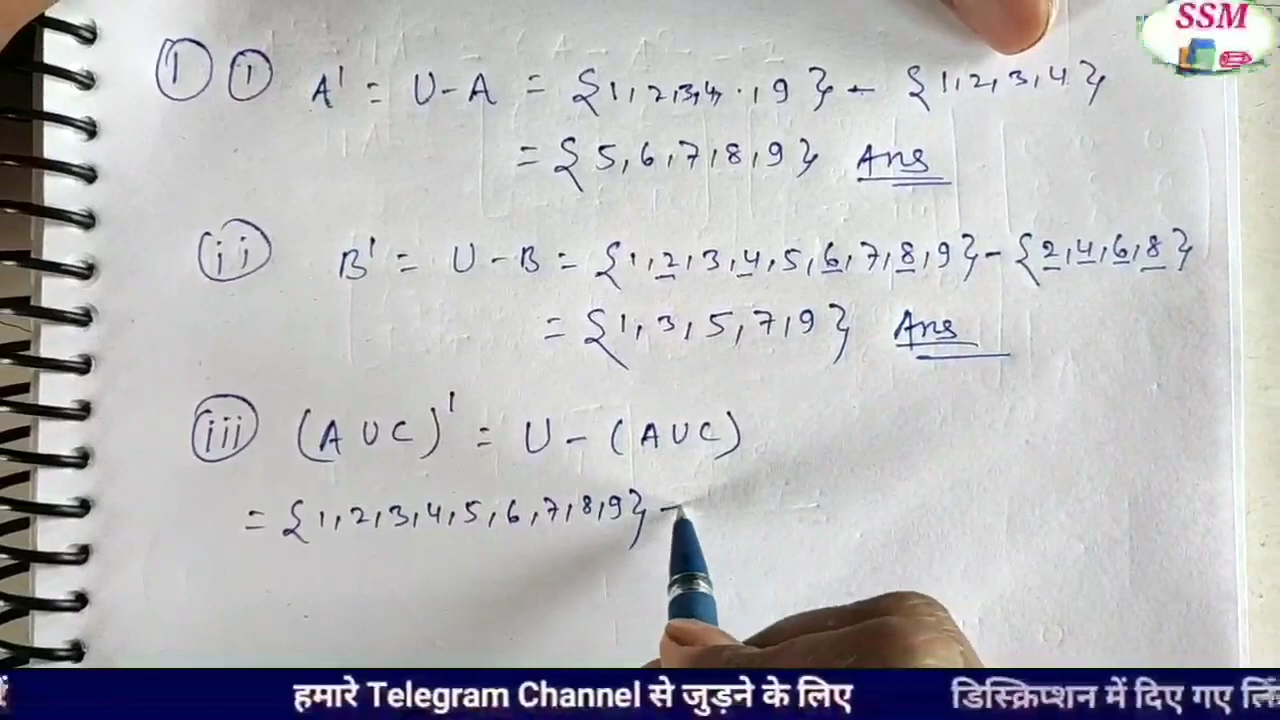 SSM
① ⓘ A' = U - A = {1, 2, 3, 4, . , 9} - {1, 2, 3, 4}
= {5, 6, 7, 8, 9} Ans
ⓘⓘ B' = U - B = {1, 2, 3, 4, 5, 6, 7, 8, 9} - {2, 4, 6, 8}
= {1, 3, 5, 7, 9} Ans
(iii) (A ∪ C)' = U - (A ∪ C)
= {1, 2, 3, 4, 5, 6, 7, 8, 9} -
हमारे Telegram Channel से जुड़ने के लिए डिस्क्रिप्शन में दिए गए